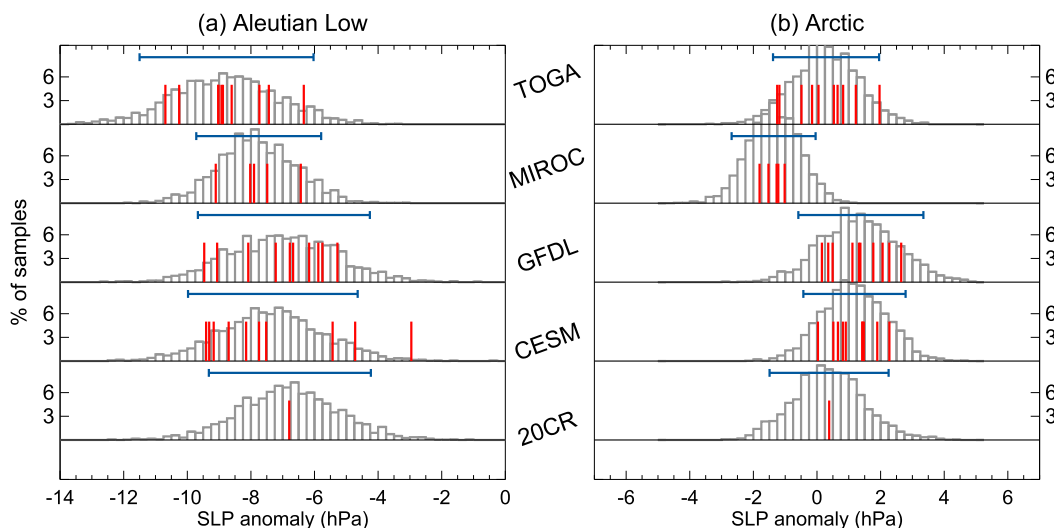 (a) Aleutian Low
(b) Arctic
% of samples
6
3
TOGA
6
3
6
3
MIROC
6
3
6
3
GFDL
6
3
6
3
CESM
6
3
6
3
20CR
6
3
-14 -12 -10 -8 -6 -4 -2 0
-6 -4 -2 0 2 4 6
SLP anomaly (hPa)
SLP anomaly (hPa)